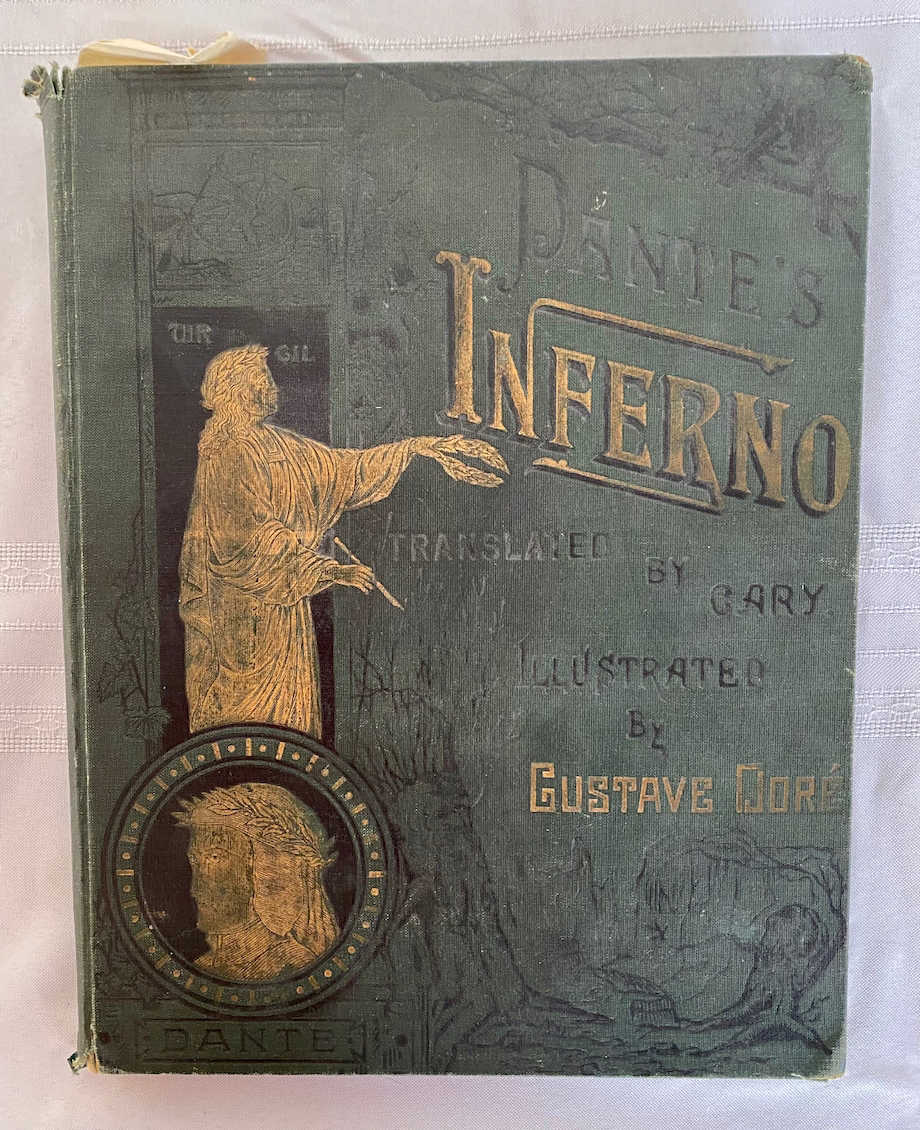 DANTE'S
INFERNO
VIR GIL
TRANSLATED
BY
CARY.
ILLUSTRATED
BY
GUSTAVE DORÉ
DANTE